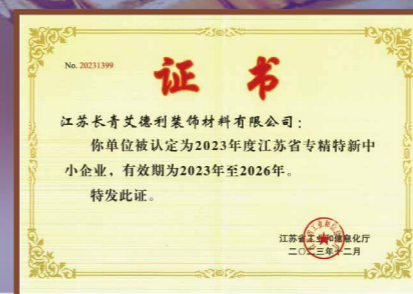 No. 20231399
证书
江苏长青艾德利装饰材料有限公司：
你单位被认定为2023年度江苏省专精特新中
小企业，有效期为2023年至2026年。
特发此证。
江苏省工业和信息化厅
二〇二三年十二月